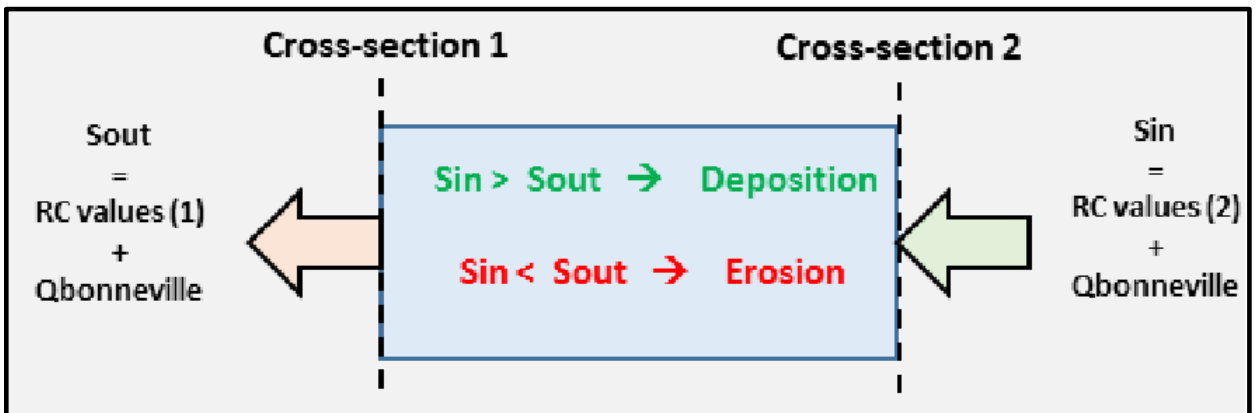 Cross-section 1
Cross-section 2
Sout
=
RC values (1)
+
Qbonneville
Sin > Sout → Deposition
Sin < Sout → Erosion
Sin
=
RC values (2)
+
Qbonneville